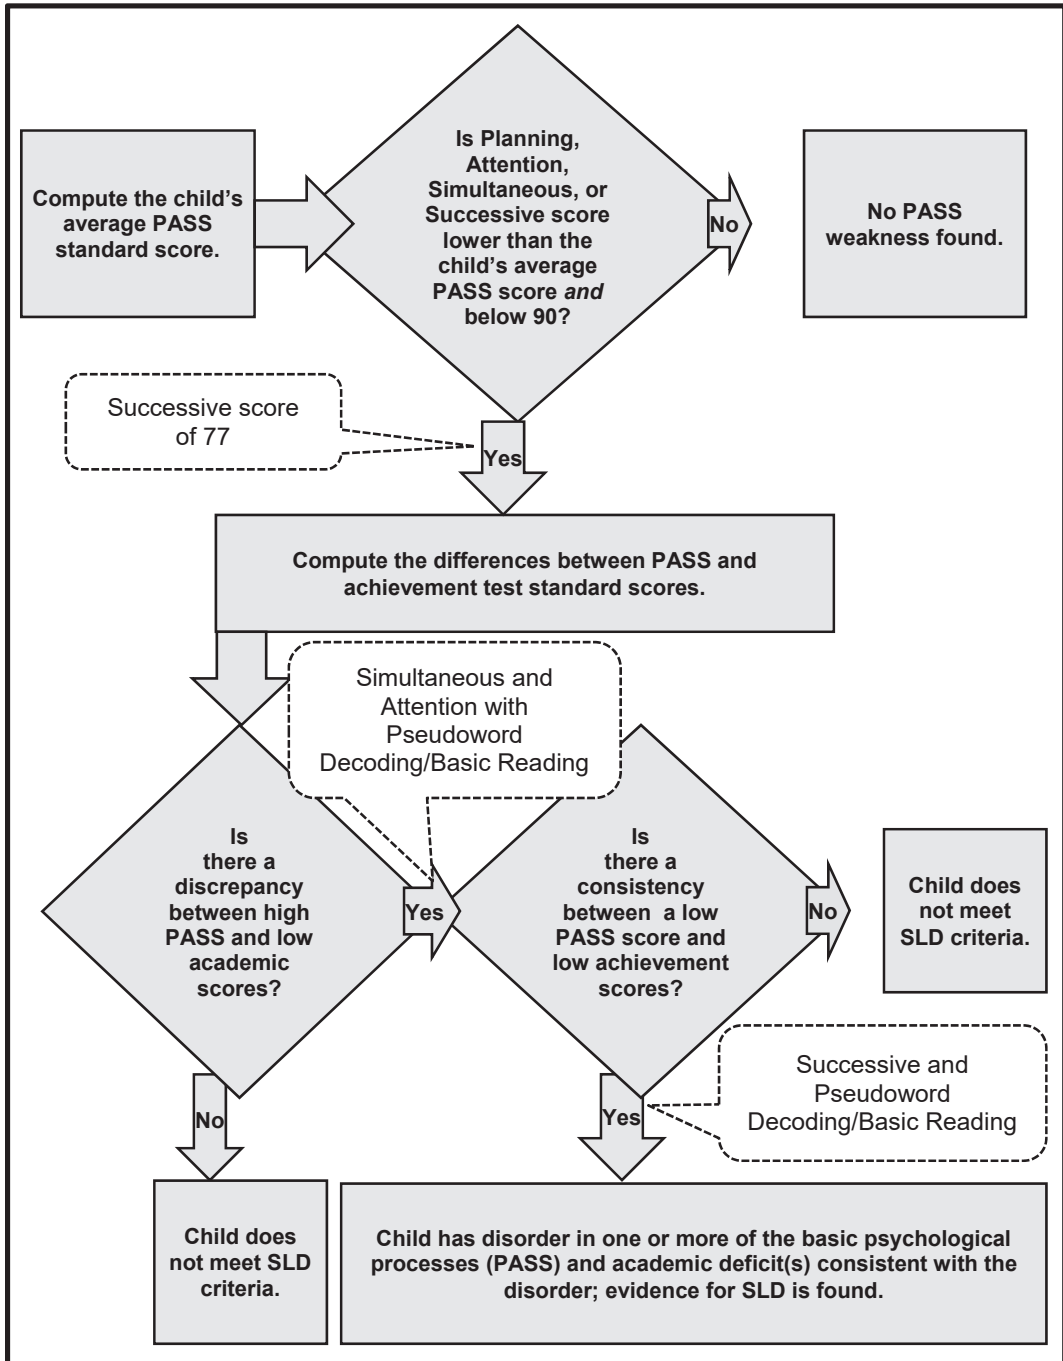 Compute the child's
average PASS
standard score.
Is Planning,
Attention,
Simultaneous, or
Successive score
lower than the
child's average
PASS score and
below 90?
No
No PASS
weakness found.
Successive score
of 77
Yes
Compute the differences between PASS and
achievement test standard scores.
Simultaneous and
Attention with
Pseudoword
Decoding/Basic Reading
Is
there a
discrepancy
between high
PASS and low
academic
scores?
Yes
Is
there a
consistency
between a low
PASS score and
low achievement
scores?
No
Child does
not meet
SLD criteria.
Successive and
Pseudoword
Decoding/Basic Reading
No
Yes
Child does
not meet SLD
criteria.
Child has disorder in one or more of the basic psychological
processes (PASS) and academic deficit(s) consistent with the
disorder; evidence for SLD is found.